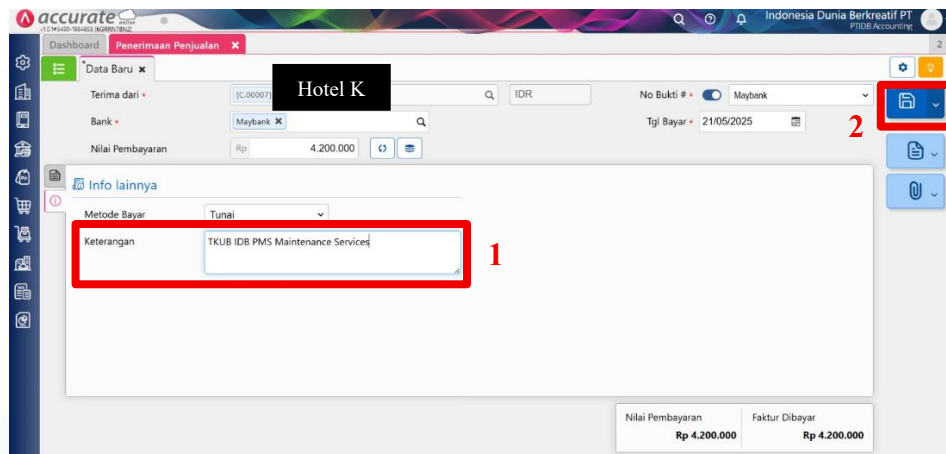 accurate online
Indonesia Dunia Berkreatif PT
PTIDB Accounting
Dashboard Penerimaan Penjualan ×
2
*Data Baru ×
Terima dari * [C.00007] Hotel K IDR No Bukti # * Maybank
Bank * Maybank × Tgl Bayar * 21/05/2025
2
Nilai Pembayaran Rp 4.200.000
Info lainnya
Metode Bayar Tunai
Keterangan TKUB IDB PMS Maintenance Services
1
Nilai Pembayaran Faktur Dibayar
Rp 4.200.000 Rp 4.200.000